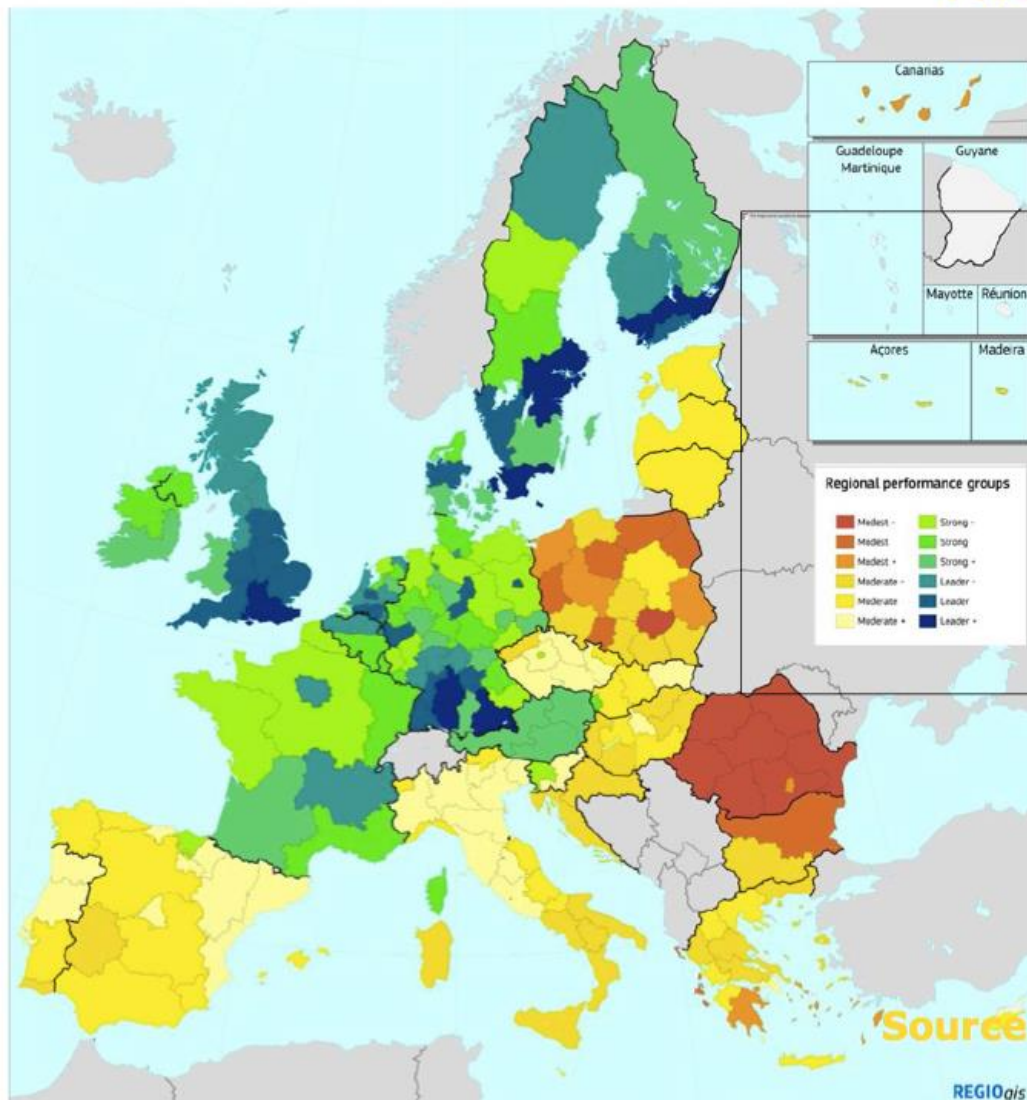 Canarias
Guadeloupe
Martinique
Guyane
Mayotte
Réunion
Açores
Madeira
Regional performance groups
Modest -
Modest
Modest +
Moderate -
Moderate
Moderate +
Strong -
Strong
Strong +
Leader -
Leader
Leader +
Source
REGIOgis